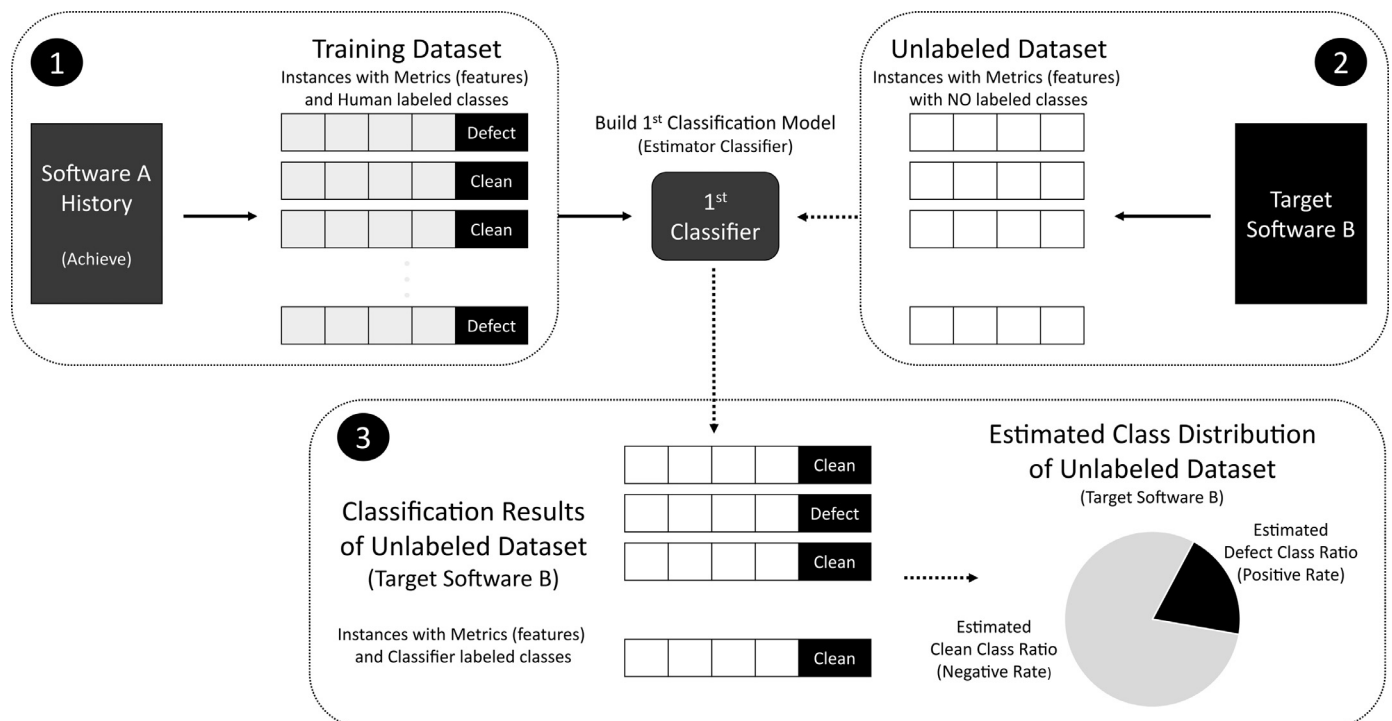 1
Training Dataset
Instances with Metrics (features)
and Human labeled classes
Software A
History
(Achieve)
Defect
Clean
Clean
Defect
Build 1st Classification Model
(Estimator Classifier)
1st
Classifier
Unlabeled Dataset
Instances with Metrics (features)
with NO labeled classes
2
Target
Software B
3
Classification Results
of Unlabeled Dataset
(Target Software B)
Instances with Metrics (features)
and Classifier labeled classes
Clean
Defect
Clean
Clean
Estimated Class Distribution
of Unlabeled Dataset
(Target Software B)
Estimated
Defect Class Ratio
(Positive Rate)
Estimated
Clean Class Ratio
(Negative Rate)